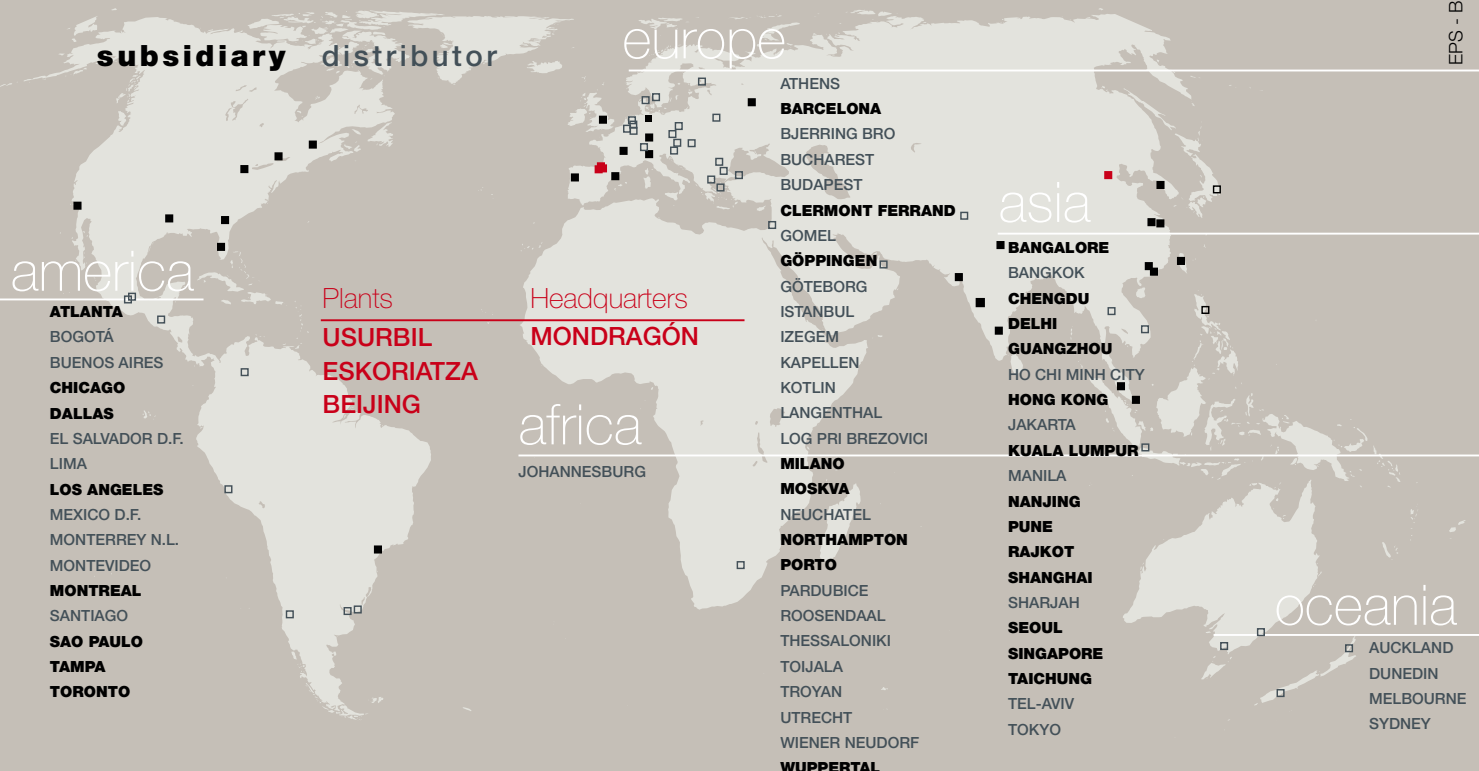 EPS - B
subsidiary distributor
america
ATLANTA
BOGOTÁ
BUENOS AIRES
CHICAGO
DALLAS
EL SALVADOR D.F.
LIMA
LOS ANGELES
MEXICO D.F.
MONTERREY N.L.
MONTEVIDEO
MONTREAL
SANTIAGO
SAO PAULO
TAMPA
TORONTO
Plants
USURBIL
ESKORIATZA
BEIJING
Headquarters
MONDRAGÓN
africa
JOHANNESBURG
europe
ATHENS
BARCELONA
BJERRING BRO
BUCHAREST
BUDAPEST
CLERMONT FERRAND
GOMEL
GÖPPINGEN
GÖTEBORG
ISTANBUL
IZEGEM
KAPELLEN
KOTLIN
LANGENTHAL
LOG PRI BREZOVICI
MILANO
MOSKVA
NEUCHATEL
NORTHAMPTON
PORTO
PARDUBICE
ROOSENDAAL
THESSALONIKI
TOIJALA
TROYAN
UTRECHT
WIENER NEUDORF
WUPPERTAL
asia
BANGALORE
BANGKOK
CHENGDU
DELHI
GUANGZHOU
HO CHI MINH CITY
HONG KONG
JAKARTA
KUALA LUMPUR
MANILA
NANJING
PUNE
RAJKOT
SHANGHAI
SHARJAH
SEOUL
SINGAPORE
TAICHUNG
TEL-AVIV
TOKYO
oceania
AUCKLAND
DUNEDIN
MELBOURNE
SYDNEY